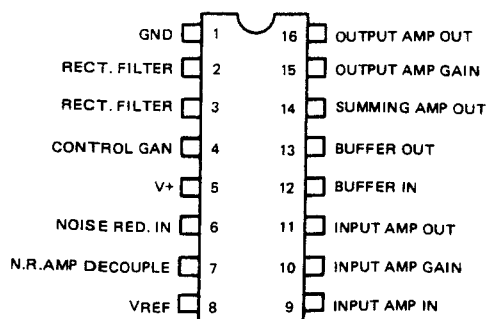 GND 1 16 OUTPUT AMP OUT
RECT. FILTER 2 15 OUTPUT AMP GAIN
RECT. FILTER 3 14 SUMMING AMP OUT
CONTROL GAN 4 13 BUFFER OUT
V+ 5 12 BUFFER IN
NOISE RED. IN 6 11 INPUT AMP OUT
N.R.AMP DECOUPLE 7 10 INPUT AMP GAIN
VREF 8 9 INPUT AMP IN